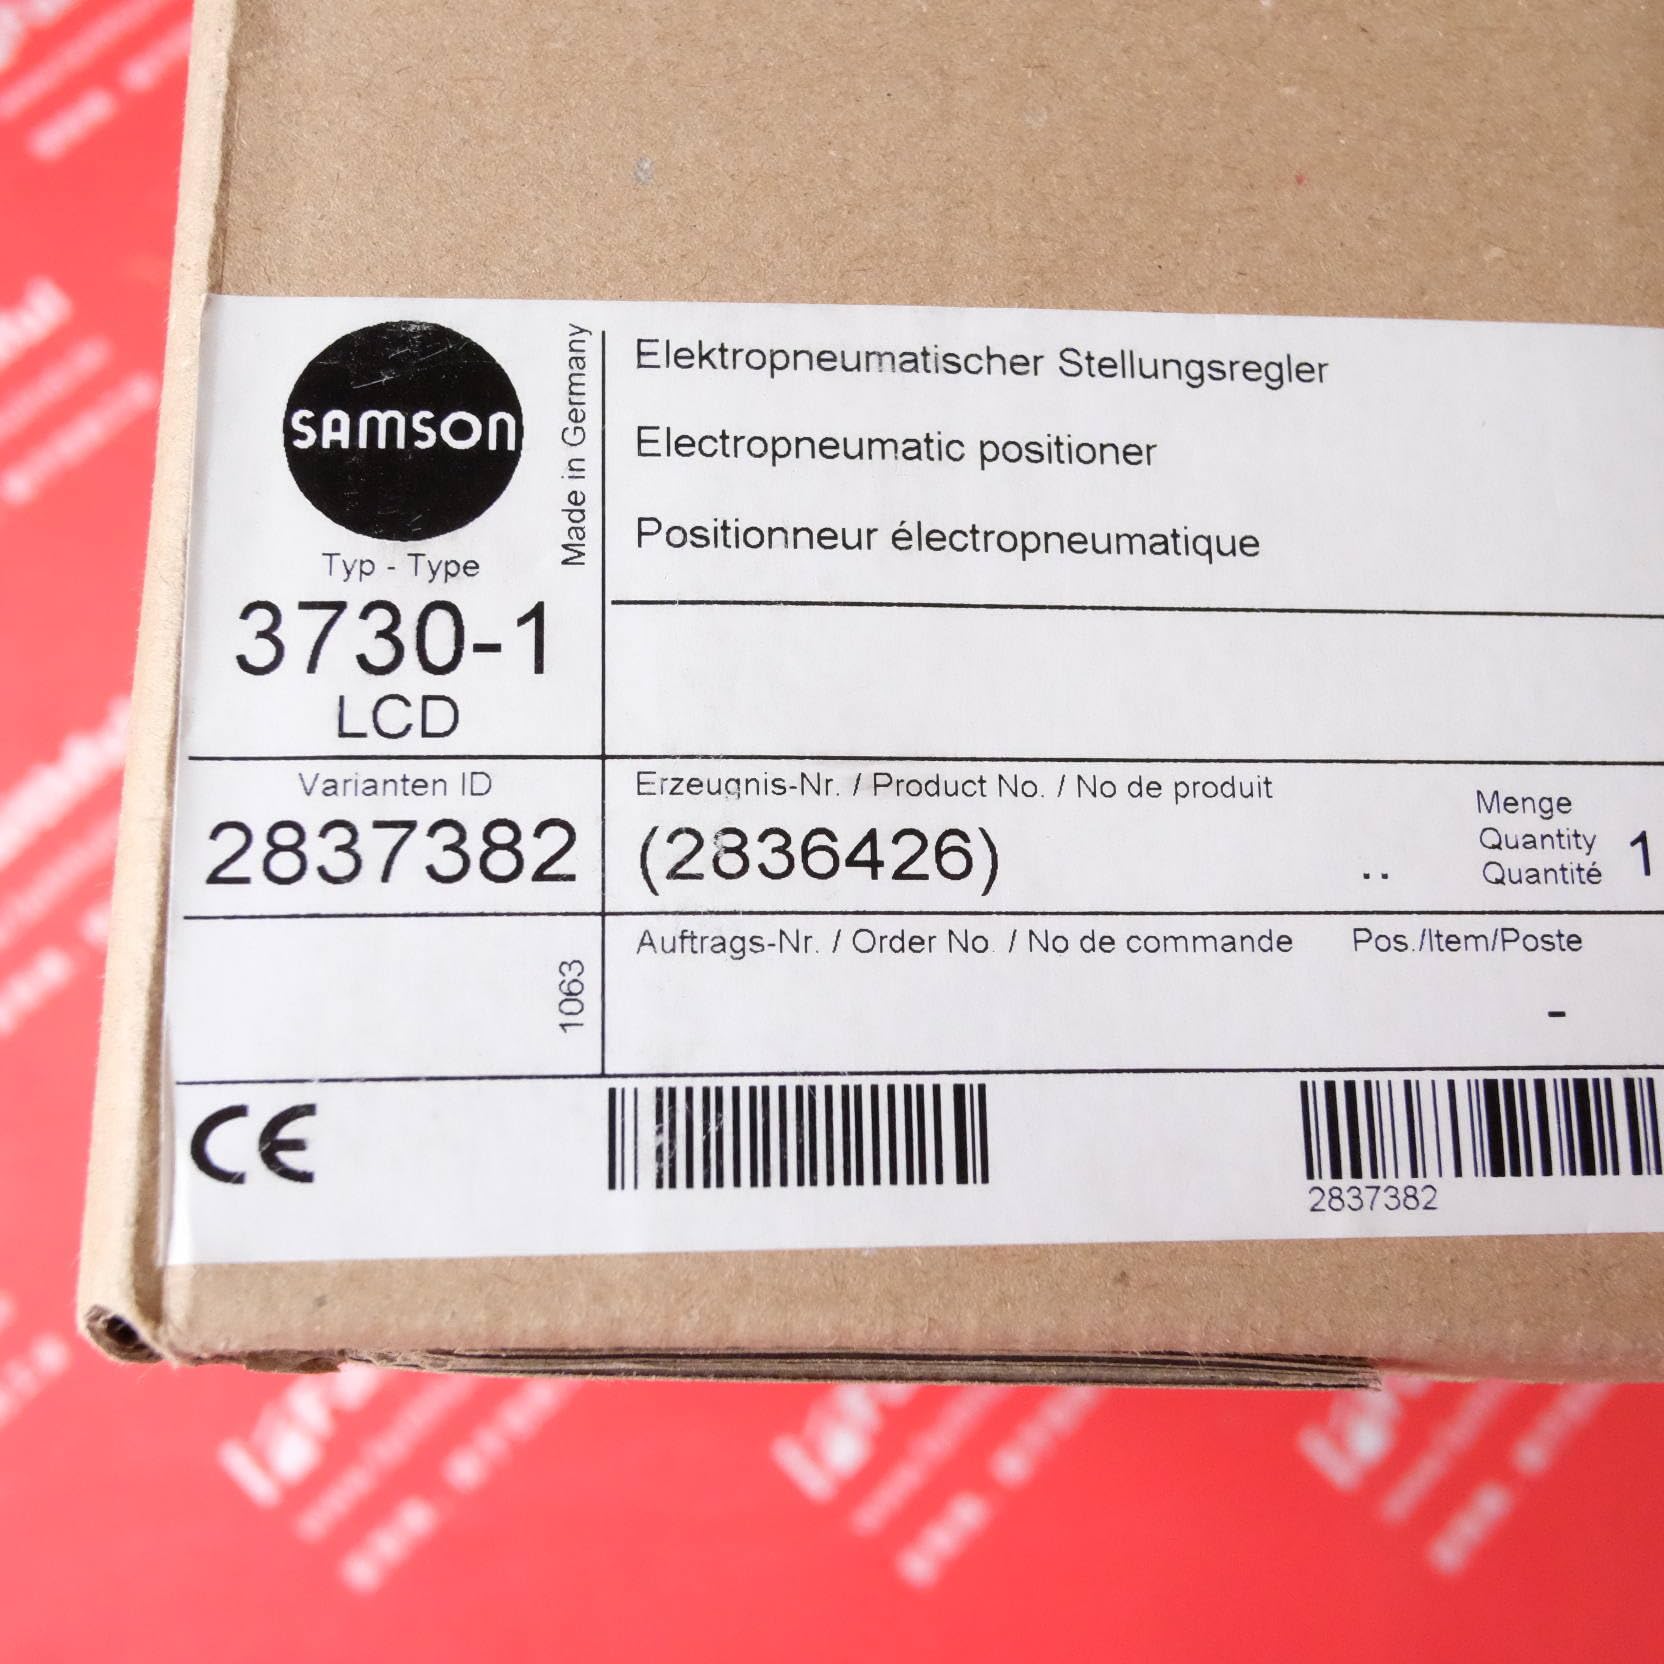 SAMSON
Made in Germany
Typ - Type
3730-1
LCD
Elektropneumatischer Stellungsregler
Electropneumatic positioner
Positionneur électropneumatique
Varianten ID
2837382
Erzeugnis-Nr. / Product No. / No de produit
(2836426)
..
Menge
Quantity
Quantité
1
1063
Auftrags-Nr. / Order No. / No de commande
Pos./Item/Poste
-
CE
2837382